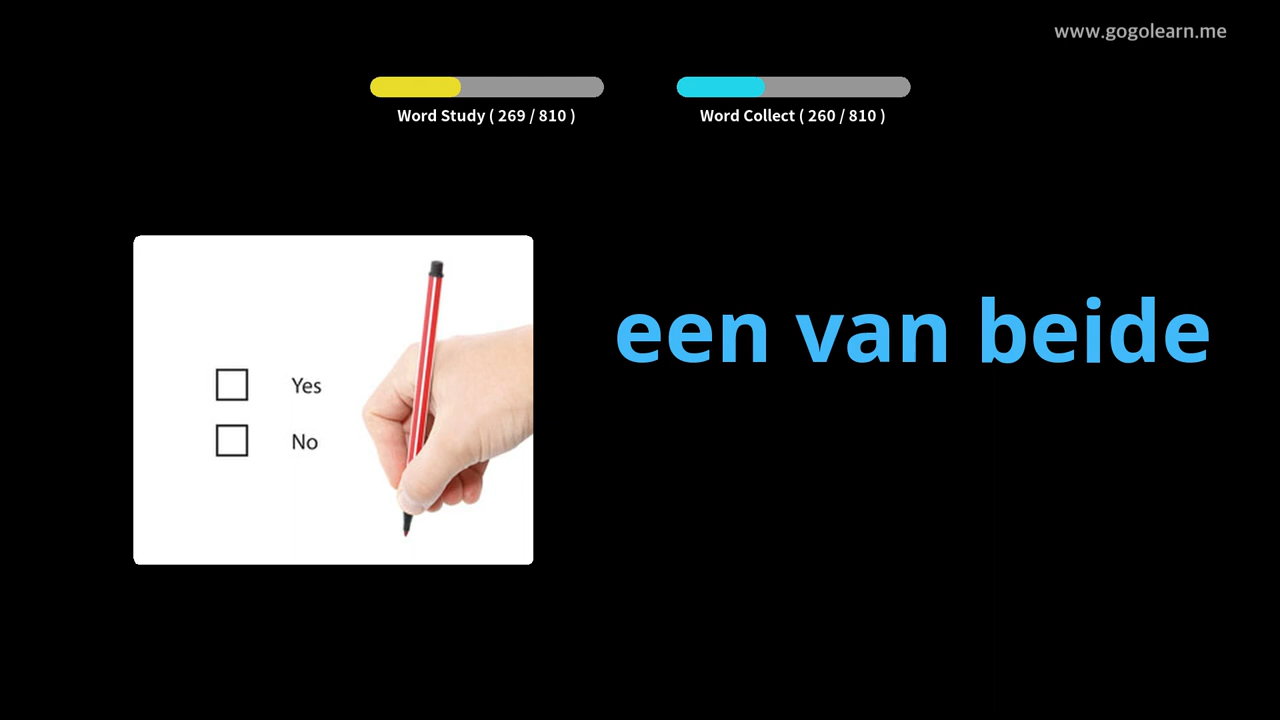 www.gogolearn.me
Word Study ( 269 / 810 )
Word Collect ( 260 / 810 )
een van beide
Yes
No